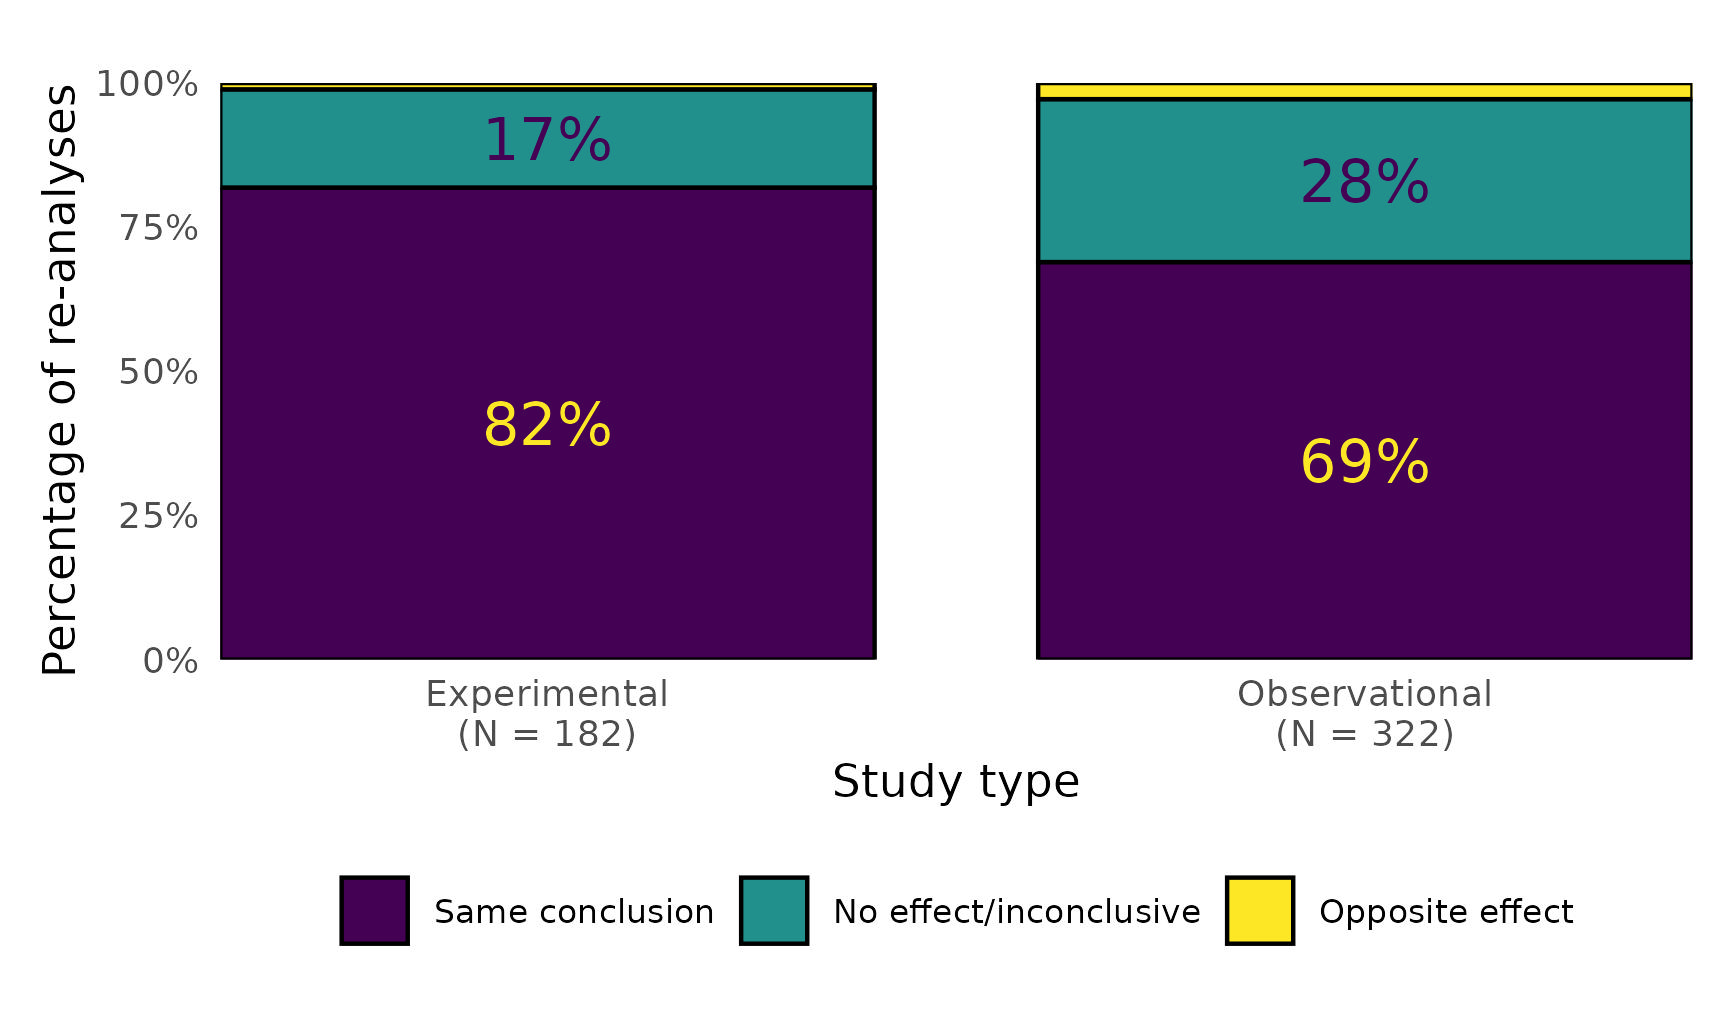 Percentage of re-analyses
100%
75%
50%
25%
0%
17%
82%
28%
69%
Experimental
(N = 182)
Observational
(N = 322)
Study type
Same conclusion
No effect/inconclusive
Opposite effect